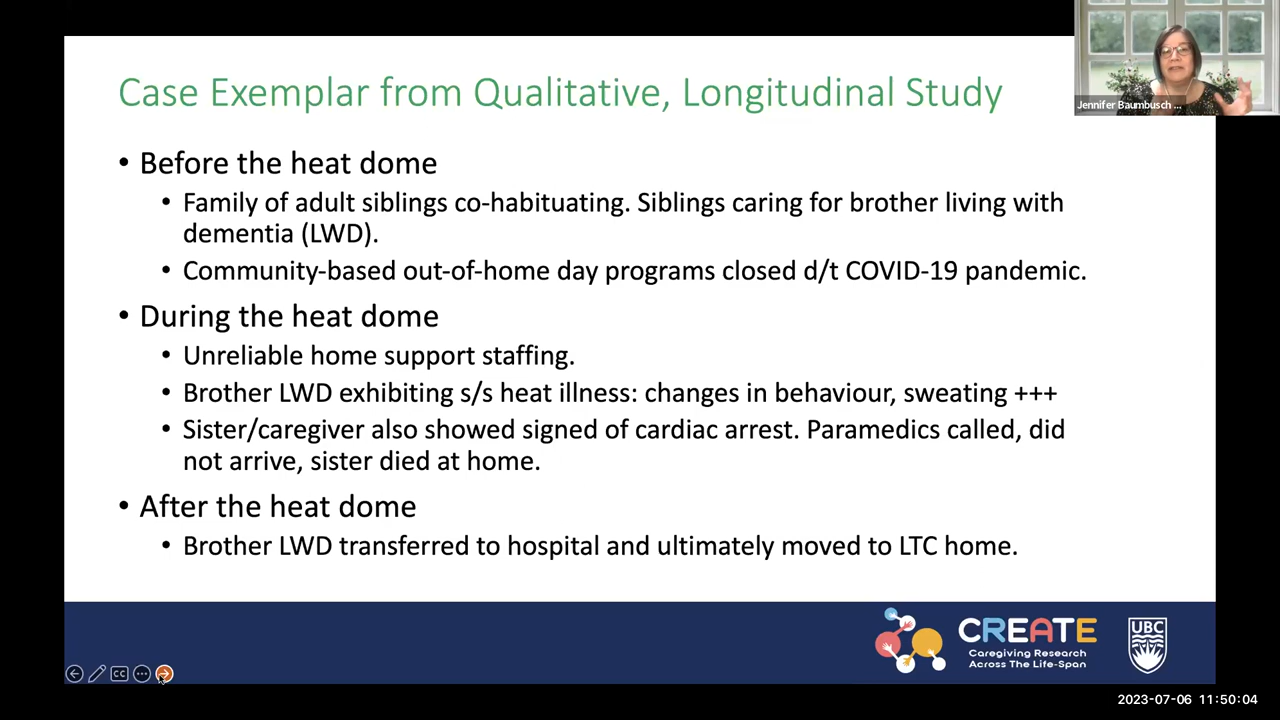 Case Exemplar from Qualitative, Longitudinal Study
Jennifer Baumbusch ...
• Before the heat dome
• Family of adult siblings co-habituating. Siblings caring for brother living with
dementia (LWD).
• Community-based out-of-home day programs closed d/t COVID-19 pandemic.
• During the heat dome
• Unreliable home support staffing.
• Brother LWD exhibiting s/s heat illness: changes in behaviour, sweating +++
• Sister/caregiver also showed signed of cardiac arrest. Paramedics called, did
not arrive, sister died at home.
• After the heat dome
• Brother LWD transferred to hospital and ultimately moved to LTC home.
CREATE
Caregiving Research
Across The Life-Span
UBC
CC
2023-07-06 11:50:04